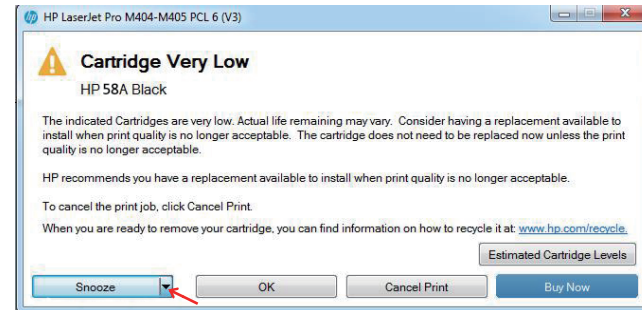 HP LaserJet Pro M404-M405 PCL 6 (V3)
Cartridge Very Low
HP 58A Black
The indicated Cartridges are very low. Actual life remaining may vary. Consider having a replacement available to
install when print quality is no longer acceptable. The cartridge does not need to be replaced now unless the print
quality is no longer acceptable.
HP recommends you have a replacement available to install when print quality is no longer acceptable.
To cancel the print job, click Cancel Print.
When you are ready to remove your cartridge, you can find information on how to recycle it at: www.hp.com/recycle.
Estimated Cartridge Levels
Snooze OK Cancel Print Buy Now